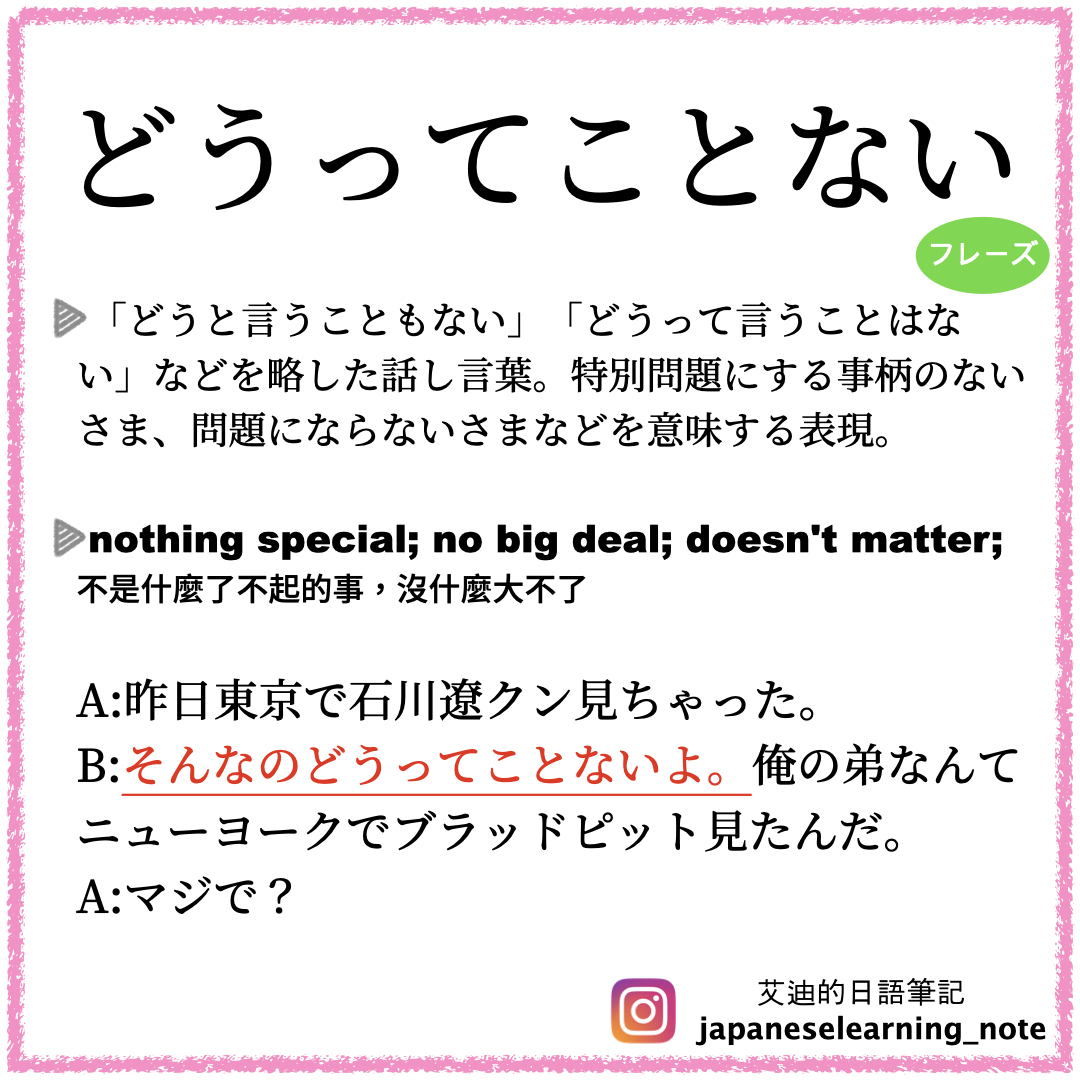 どうってことない
フレーズ
「どうと言うこともない」「どうって言うことはな
い」などを略した話し言葉。特別問題にする事柄のない
さま、問題にならないさまなどを意味する表現。
nothing special; no big deal; doesn't matter;
不是什麼了不起的事，沒什麼大不了
A:昨日東京で石川遼クン見ちゃった。
B:そんなのどうってことないよ。俺の弟なんて
ニューヨークでブラッドピット見たんだ。
A:マジで？
艾迪的日語筆記
japaneselearning_note